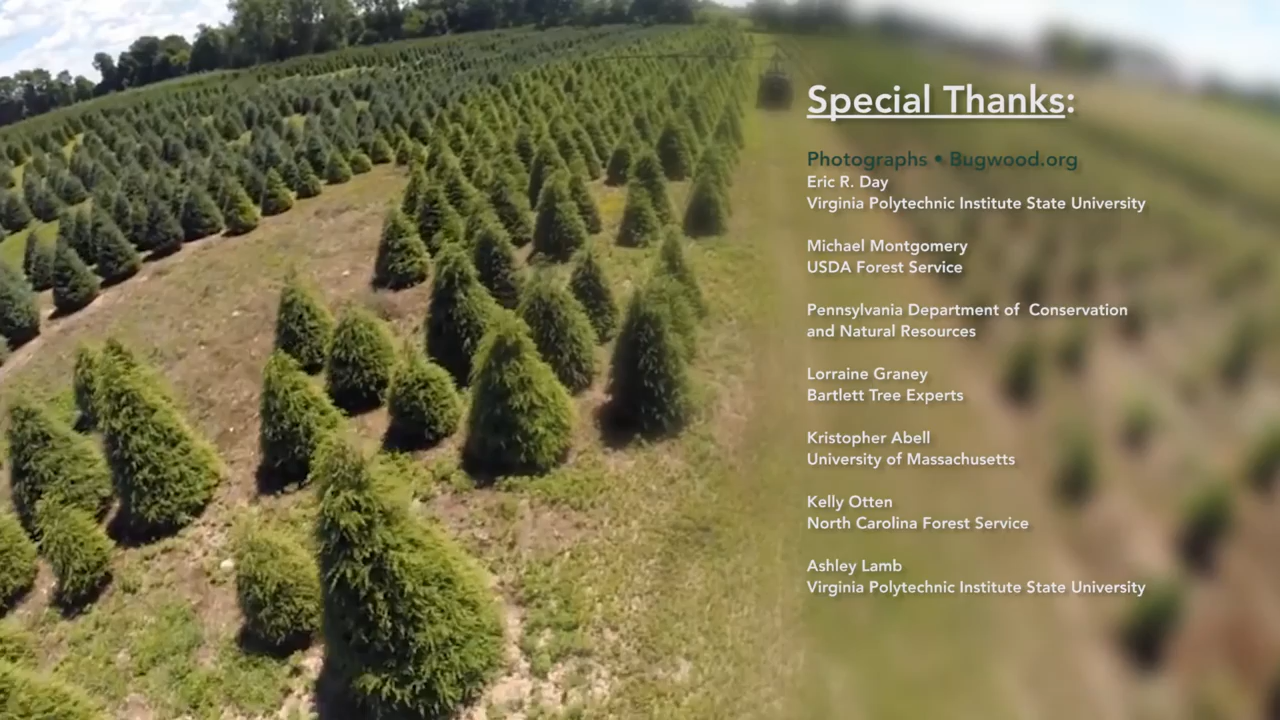 Special Thanks:
Photographs • Bugwood.org
Eric R. Day
Virginia Polytechnic Institute State University
Michael Montgomery
USDA Forest Service
Pennsylvania Department of Conservation
and Natural Resources
Lorraine Graney
Bartlett Tree Experts
Kristopher Abell
University of Massachusetts
Kelly Otten
North Carolina Forest Service
Ashley Lamb
Virginia Polytechnic Institute State University